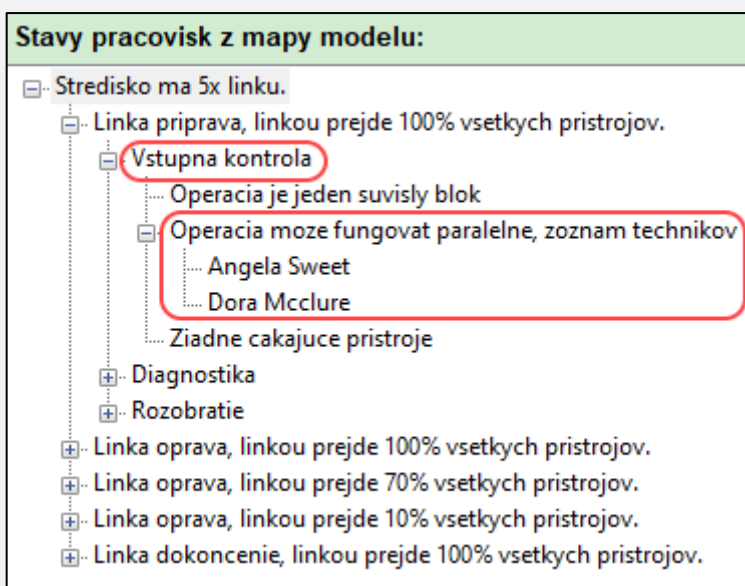 Stavy pracovisk z mapy modelu:
Stredisko ma 5x linku.
Linka priprava, linkou prejde 100% vsetkych pristrojov.
Vstupna kontrola
Operacia je jeden suvisly blok
Operacia moze fungovat paralelne, zoznam technikov
Angela Sweet
Dora Mcclure
Ziadne cakajuce pristroje
Diagnostika
Rozobratie
Linka oprava, linkou prejde 100% vsetkych pristrojov.
Linka oprava, linkou prejde 70% vsetkych pristrojov.
Linka oprava, linkou prejde 10% vsetkych pristrojov.
Linka dokoncenie, linkou prejde 100% vsetkych pristrojov.